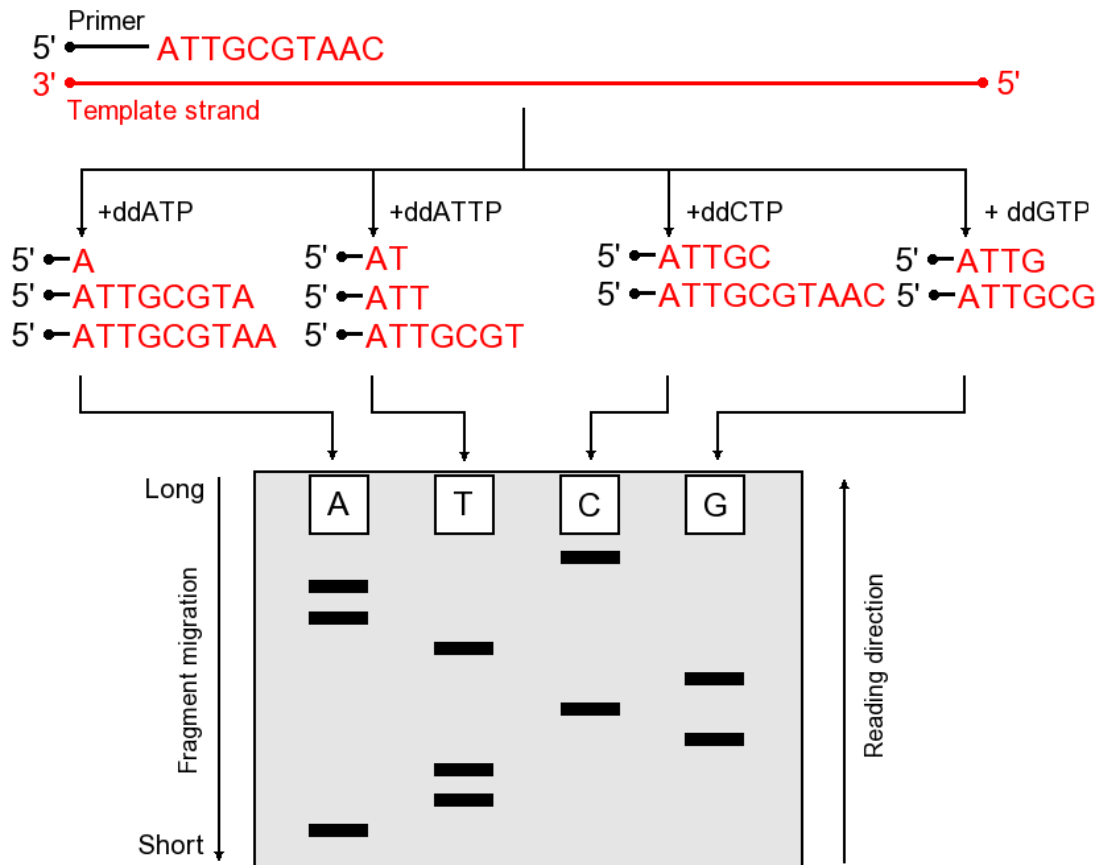 Primer
5' ATTGCGTAAC
3' 5'
Template strand
+ddATP +ddATTP +ddCTP + ddGTP
5' A 5' AT 5' ATTGC 5' ATTG
5' ATTGCGTA 5' ATT 5' ATTGCGTAAC 5' ATTGCG
5' ATTGCGTAA 5' ATTGCGT
Long A T C G
Fragment migration
Reading direction
Short